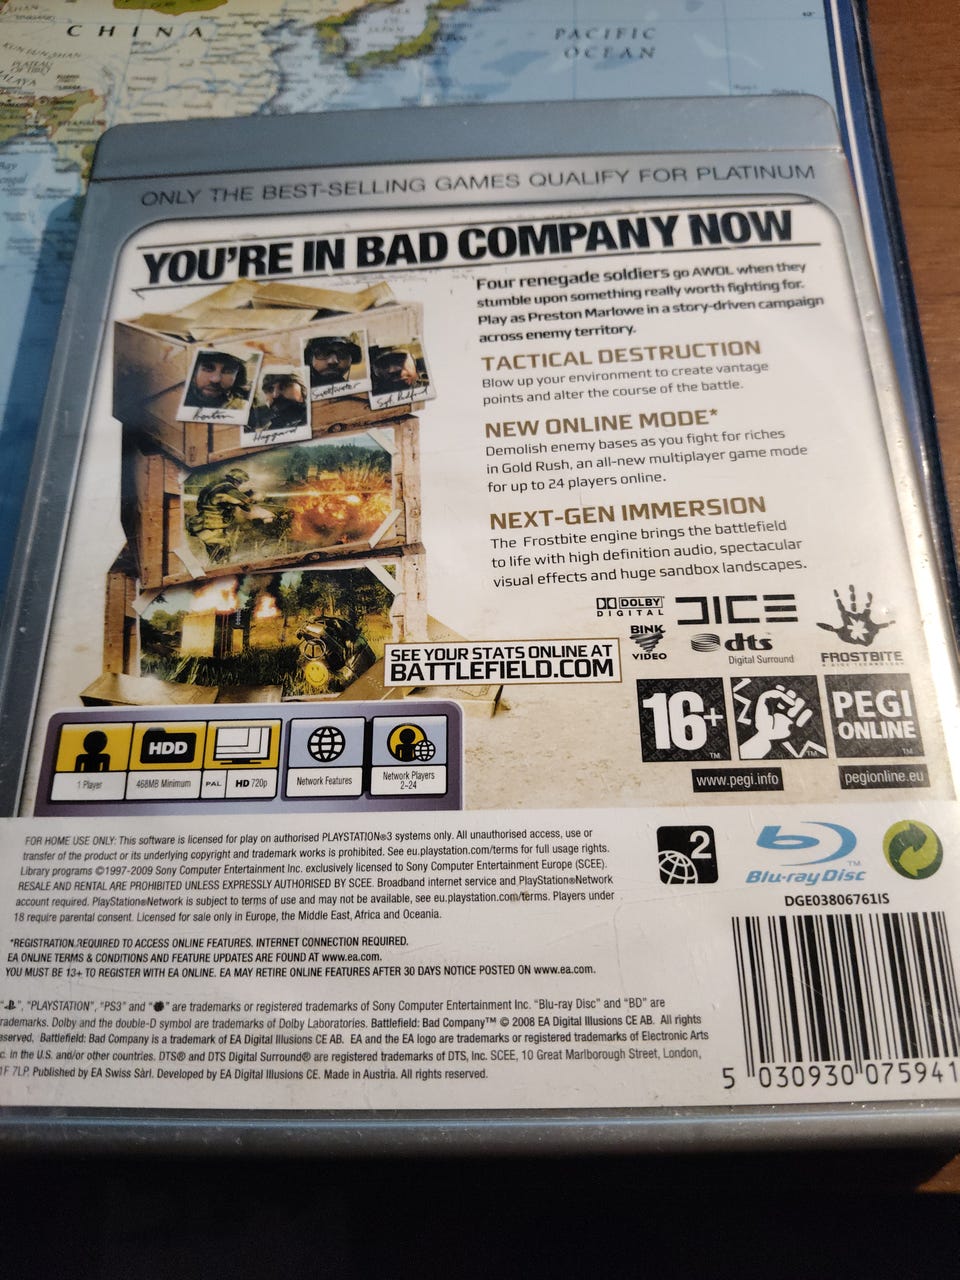 CHINA
PACIFIC
OCEAN
ONLY THE BEST-SELLING GAMES QUALIFY FOR PLATINUM
YOU'RE IN BAD COMPANY NOW
Four renegade soldiers go AWOL when they
stumble upon something really worth fighting for.
Play as Preston Marlowe in a story-driven campaign
across enemy territory.
TACTICAL DESTRUCTION
Blow up your environment to create vantage
points and alter the course of the battle.
NEW ONLINE MODE*
Demolish enemy bases as you fight for riches
in Gold Rush, an all-new multiplayer game mode
for up to 24 players online.
NEXT-GEN IMMERSION
The Frostbite engine brings the battlefield
to life with high definition audio, spectacular
visual effects and huge sandbox landscapes.
Haggard
Sweetwater
Sgt. Redford
SEE YOUR STATS ONLINE AT
BATTLEFIELD.COM
DOLBY
DIGITAL
DICE
BINK
VIDEO
dts
Digital Surround
FROSTBITE
16+
TM
PEGI
ONLINE
TM
www.pegi.info
pegionline.eu
1 Player
HDD
468MB Minimum
PAL
HD 720p
Network Features
Network Players
2-24
FOR HOME USE ONLY: This software is licensed for play on authorised PLAYSTATION®3 systems only. All unauthorised access, use or
transfer of the product or its underlying copyright and trademark works is prohibited. See eu.playstation.com/terms for full usage rights.
Library programs ©1997-2009 Sony Computer Entertainment Inc. exclusively licensed to Sony Computer Entertainment Europe (SCEE).
RESALE AND RENTAL ARE PROHIBITED UNLESS EXPRESSLY AUTHORISED BY SCEE. Broadband internet service and PlayStation®Network
account required. PlayStation®Network is subject to terms of use and may not be available, see eu.playstation.com/terms. Players under
18 require parental consent. Licensed for sale only in Europe, the Middle East, Africa and Oceania.
2
Blu-ray Disc
TM
DGE03806761IS
*REGISTRATION REQUIRED TO ACCESS ONLINE FEATURES. INTERNET CONNECTION REQUIRED.
EA ONLINE TERMS & CONDITIONS AND FEATURE UPDATES ARE FOUND AT www.ea.com.
YOU MUST BE 13+ TO REGISTER WITH EA ONLINE. EA MAY RETIRE ONLINE FEATURES AFTER 30 DAYS NOTICE POSTED ON www.ea.com.
", "PLAYSTATION", "PS3" and " " are trademarks or registered trademarks of Sony Computer Entertainment Inc. "Blu-ray Disc" and "BD" are
rademarks. Dolby and the double-D symbol are trademarks of Dolby Laboratories. Battlefield: Bad Company™ © 2008 EA Digital Illusions CE AB. All rights
eserved. Battlefield: Bad Company is a trademark of EA Digital Illusions CE AB. EA and the EA logo are trademarks or registered trademarks of Electronic Arts
c. in the U.S. and/or other countries. DTS® and DTS Digital Surround® are registered trademarks of DTS, Inc. SCEE, 10 Great Marlborough Street, London,
1F 7LP. Published by EA Swiss Sàrl. Developed by EA Digital Illusions CE. Made in Austria. All rights reserved.
5 030930 075941